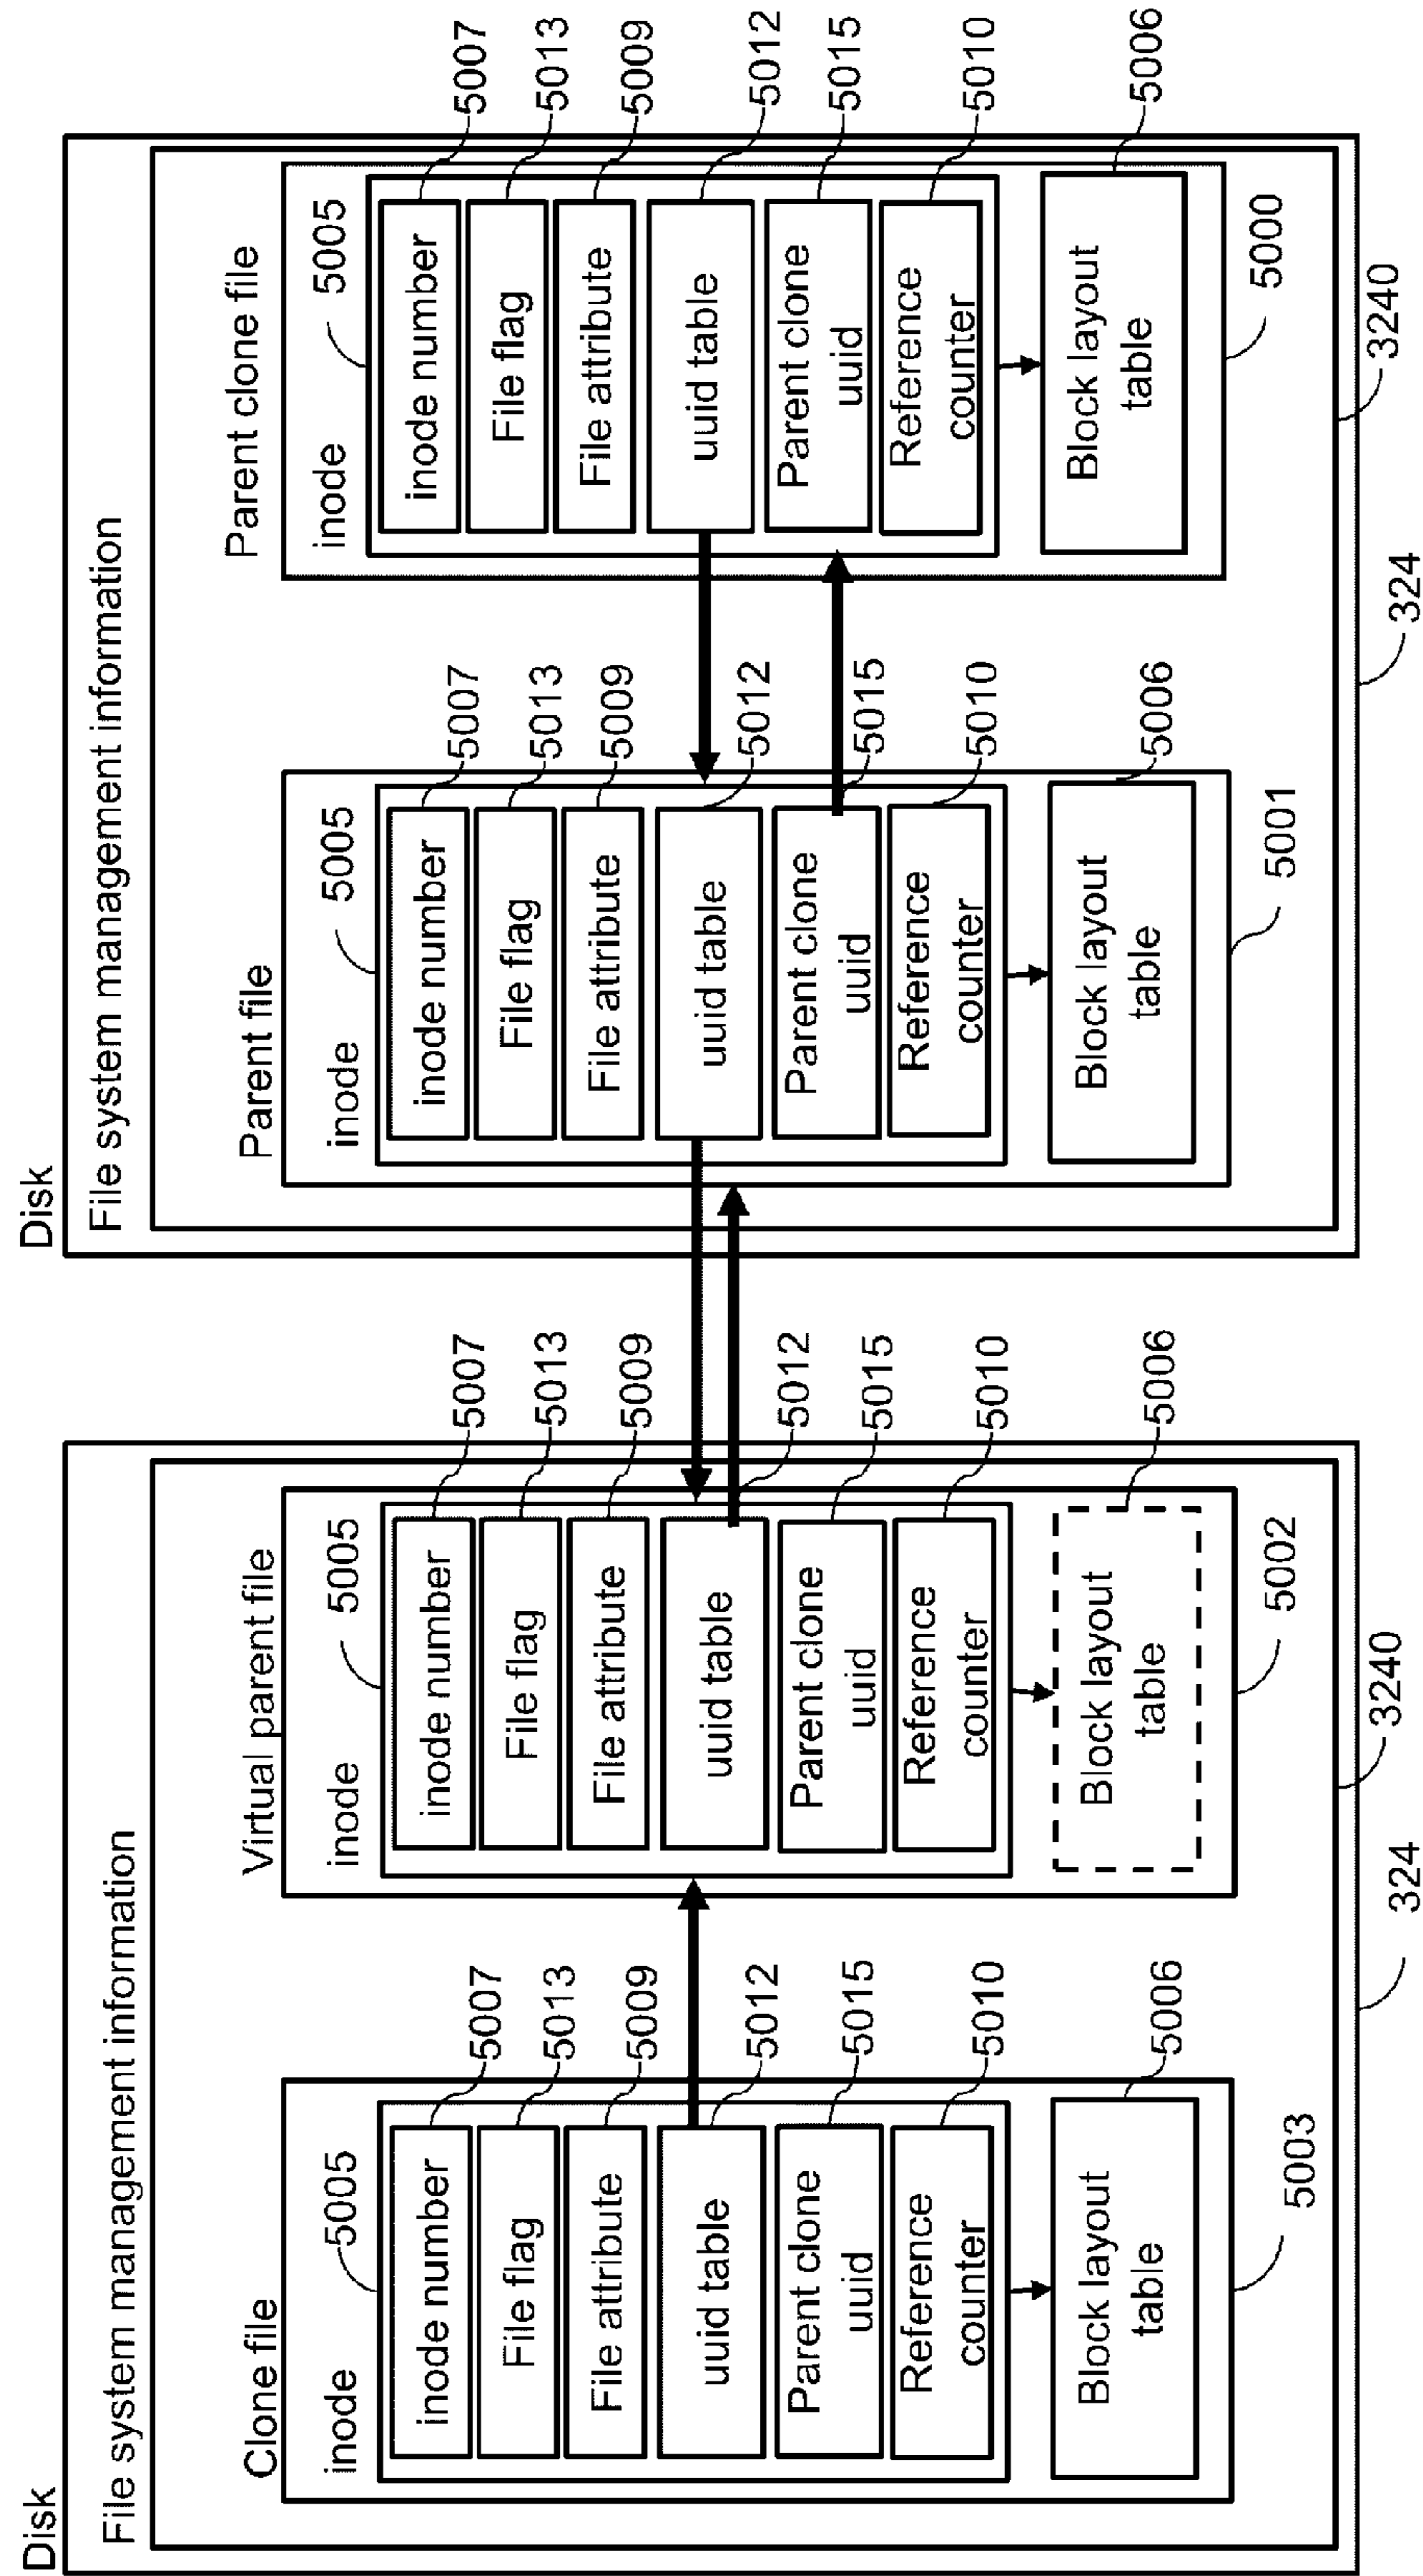 Disk
File system management information
Clone file
inode
5005
inode number
5007
File flag
5013
File attribute
5009
uuid table
5012
Parent clone
uuid
5015
Reference
counter
5010
Block layout
table
5006
5003
Virtual parent file
inode
5005
inode number
5007
File flag
5013
File attribute
5009
uuid table
5012
Parent clone
uuid
5015
Reference
counter
5010
Block layout
table
5006
5002
3240
324
Disk
File system management information
Parent file
inode
5005
inode number
5007
File flag
5013
File attribute
5009
uuid table
5012
Parent clone
uuid
5015
Reference
counter
5010
Block layout
table
5006
5001
Parent clone file
inode
5005
inode number
5007
File flag
5013
File attribute
5009
uuid table
5012
Parent clone
uuid
5015
Reference
counter
5010
Block layout
table
5006
5000
3240
324